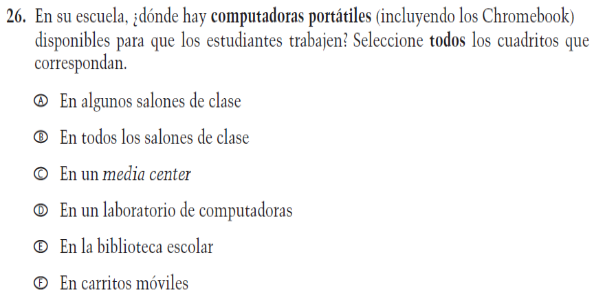 26. En su escuela, ¿dónde hay computadoras portátiles (incluyendo los Chromebook)
disponibles para que los estudiantes trabajen? Seleccione todos los cuadritos que
correspondan.
Ⓐ En algunos salones de clase
Ⓑ En todos los salones de clase
Ⓒ En un media center
Ⓓ En un laboratorio de computadoras
Ⓔ En la biblioteca escolar
Ⓕ En carritos móviles